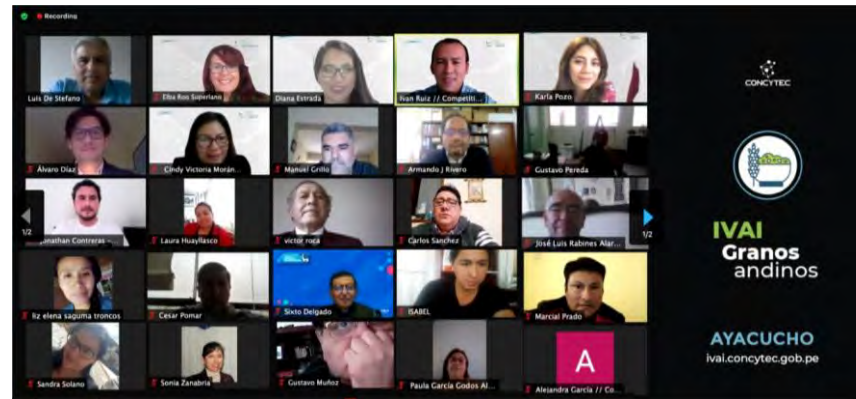 Recording
Luis De Stefano
Elba Roo Superlano
Diana Estrada
Ivan Ruiz // Competiti...
Karla Pozo
Álvaro Díaz
Cindy Victoria Morán...
Manuel Grillo
Armando J Rivero
Gustavo Pereda
1/2
Jonathan Contreras -
Laura Huayllasco
victor roca
Carlos Sanchez
José Luis Rabines Alar...
1/2
liz elena saguma troncos
Cesar Pomar
Sixto Delgado
ISABEL
Marcial Prado
Sandra Solano
Sonia Zanabria
Gustavo Muñoz
Paula García Godos Al...
A
Alejandra García // Co...
CONCYTEC
IVAI
Granos
andinos
AYACUCHO
ivai.concytec.gob.pe